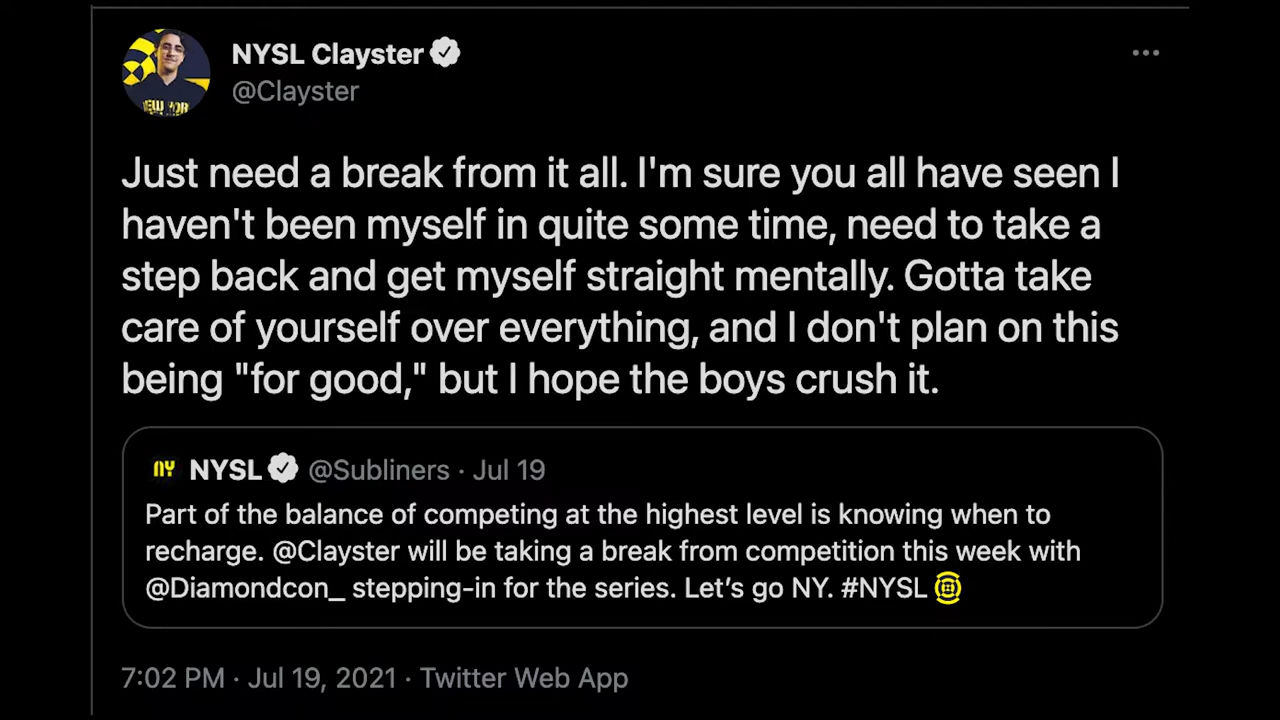 NYSL Clayster
@Clayster
Just need a break from it all. I'm sure you all have seen I
haven't been myself in quite some time, need to take a
step back and get myself straight mentally. Gotta take
care of yourself over everything, and I don't plan on this
being "for good," but I hope the boys crush it.
NY NYSL @Subliners · Jul 19
Part of the balance of competing at the highest level is knowing when to
recharge. @Clayster will be taking a break from competition this week with
@Diamondcon_ stepping-in for the series. Let’s go NY. #NYSL
7:02 PM · Jul 19, 2021 · Twitter Web App